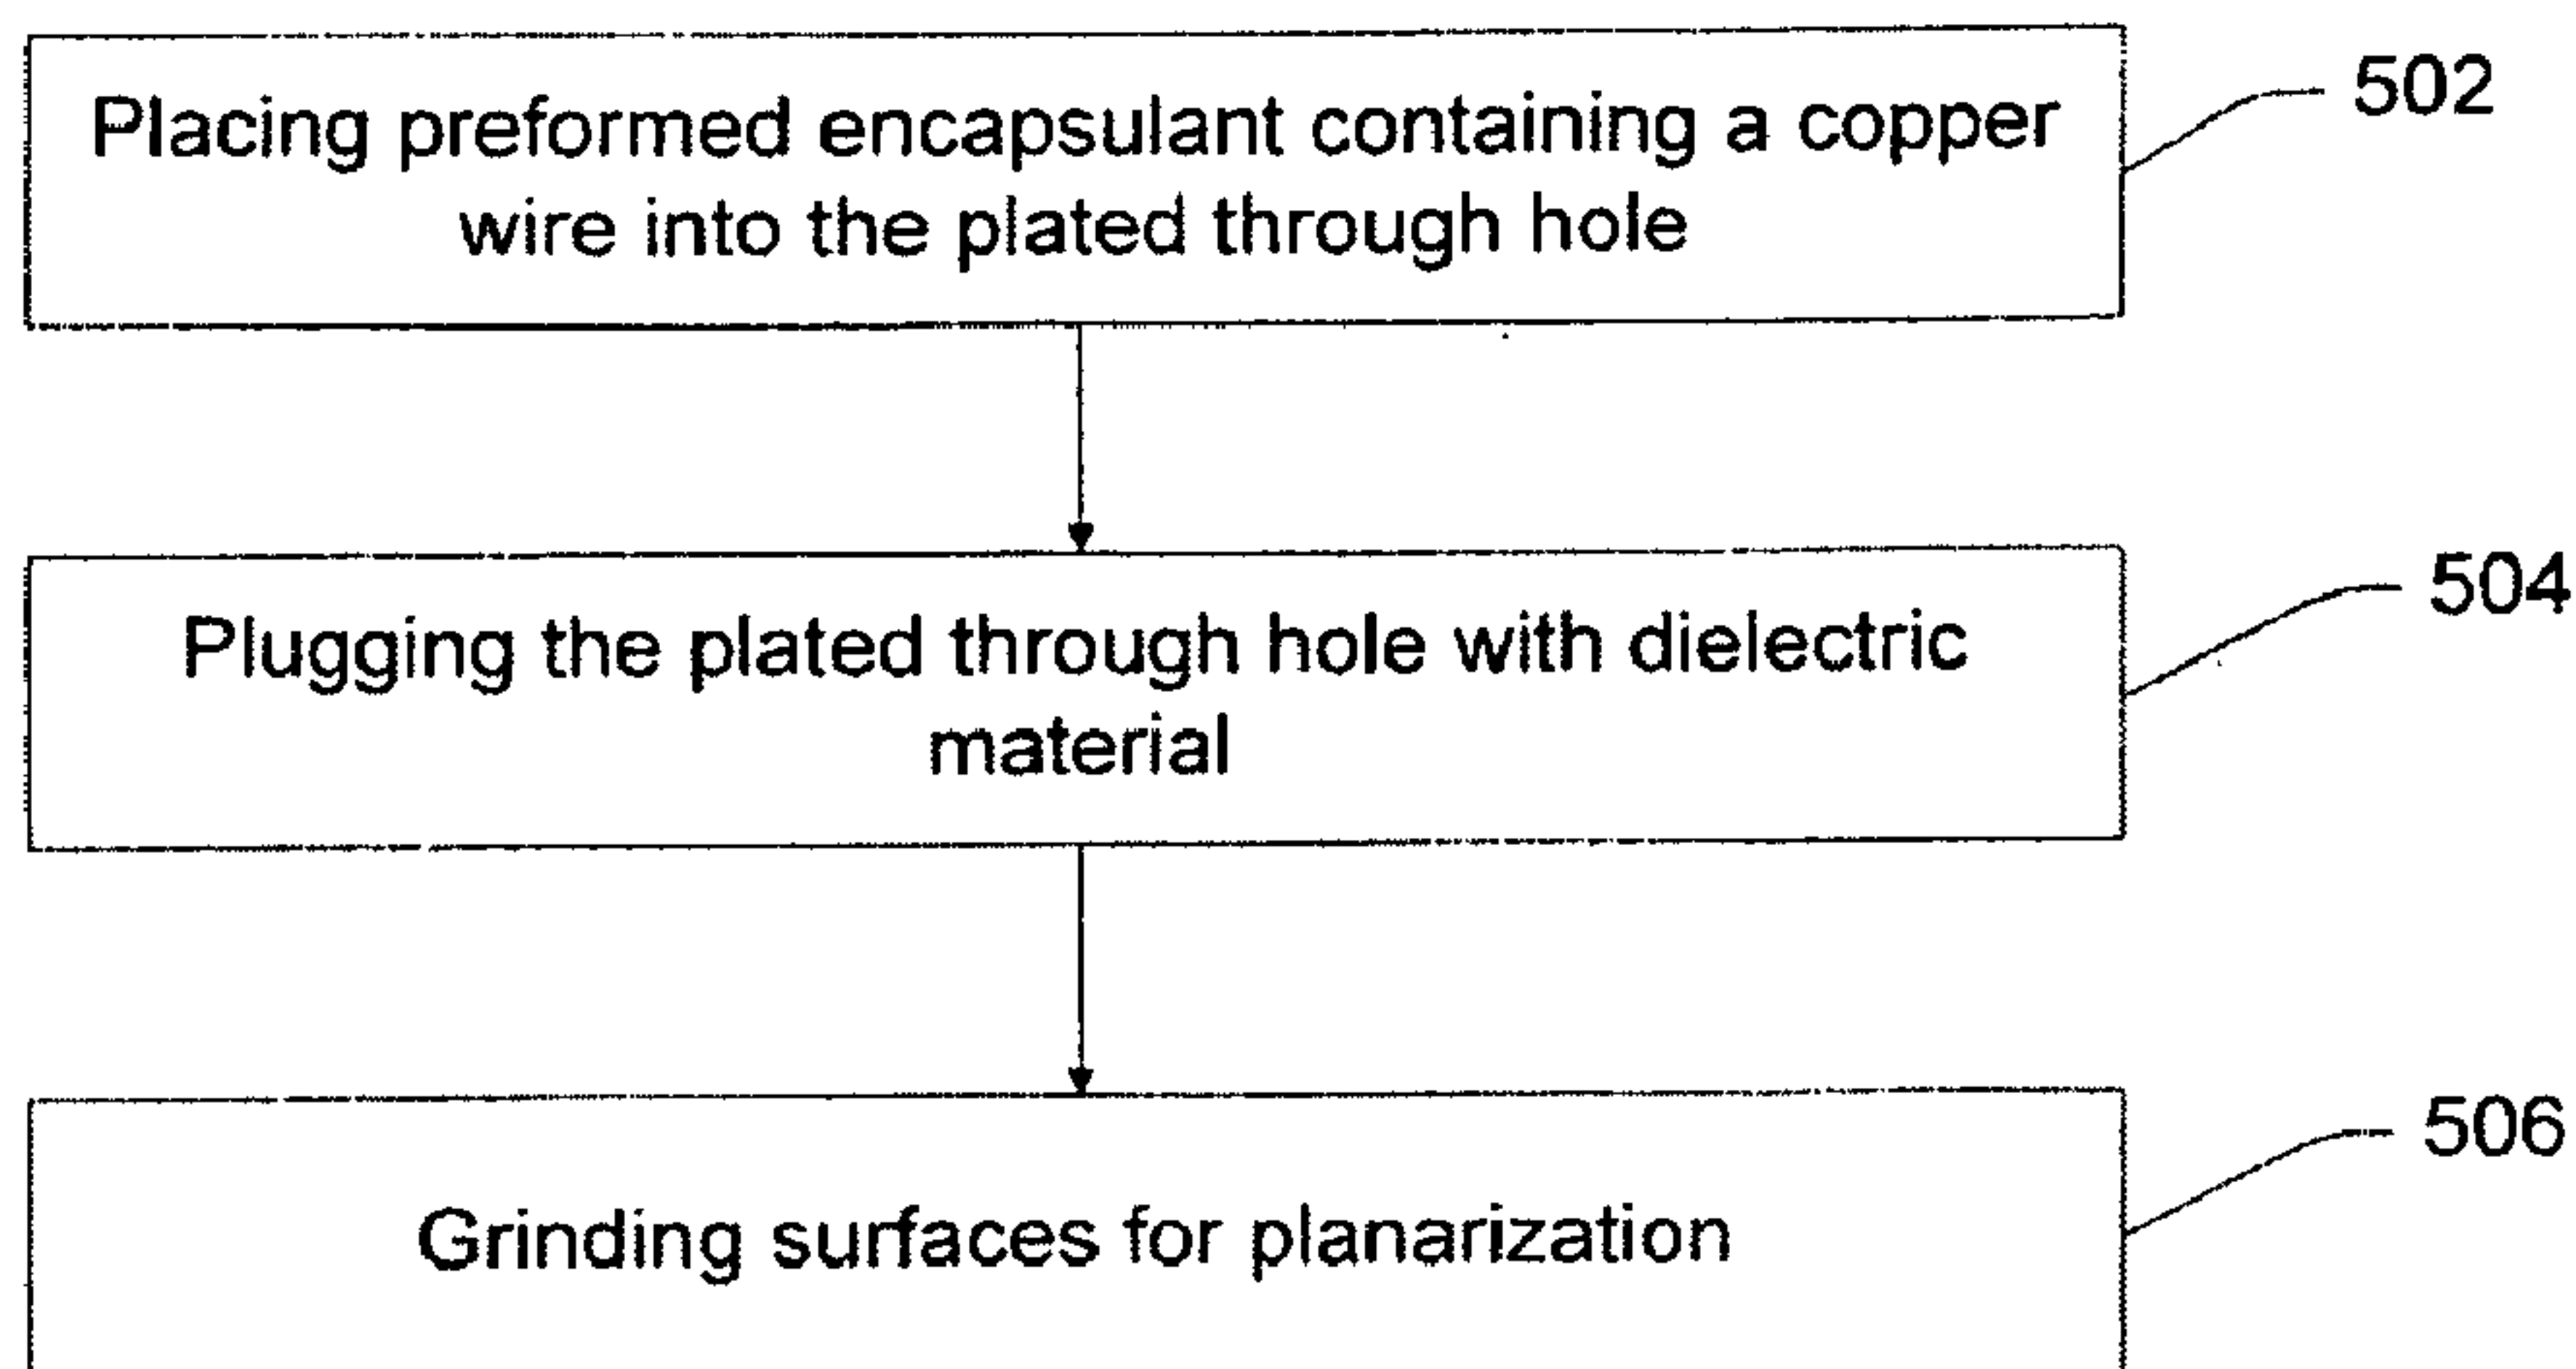 Placing preformed encapsulant containing a copper
wire into the plated through hole
502
Plugging the plated through hole with dielectric
material
504
Grinding surfaces for planarization
506